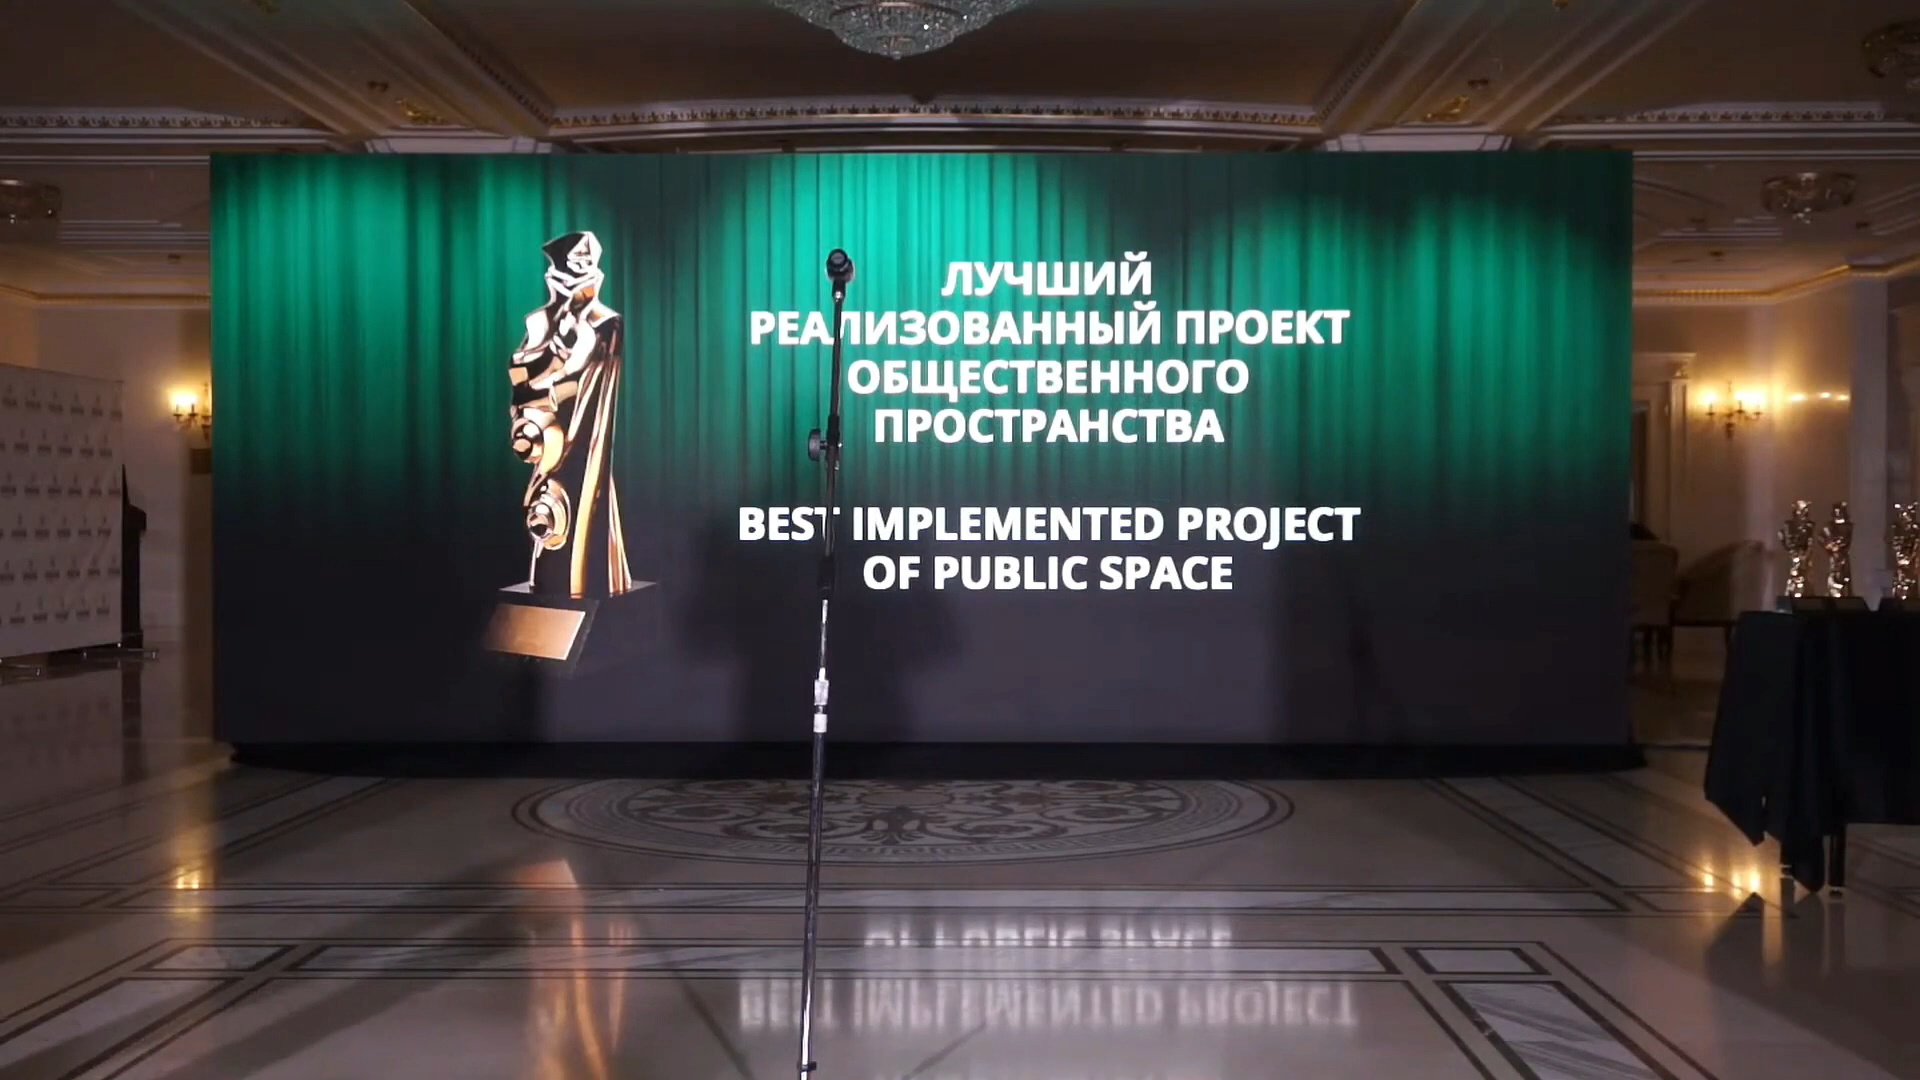 ЛУЧШИЙ
РЕАЛИЗОВАННЫЙ ПРОЕКТ
ОБЩЕСТВЕННОГО
ПРОСТРАНСТВА
BEST IMPLEMENTED PROJECT
OF PUBLIC SPACE